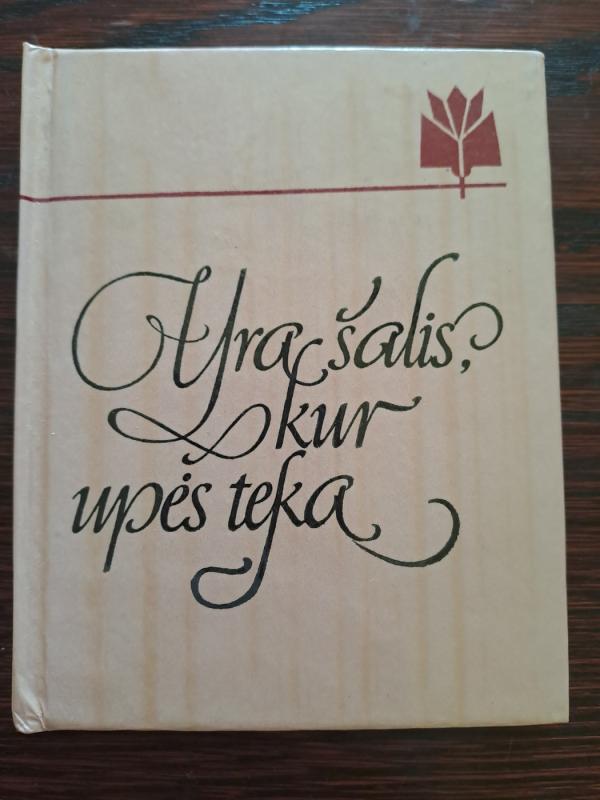 Yra šalis,
kur
upės teka